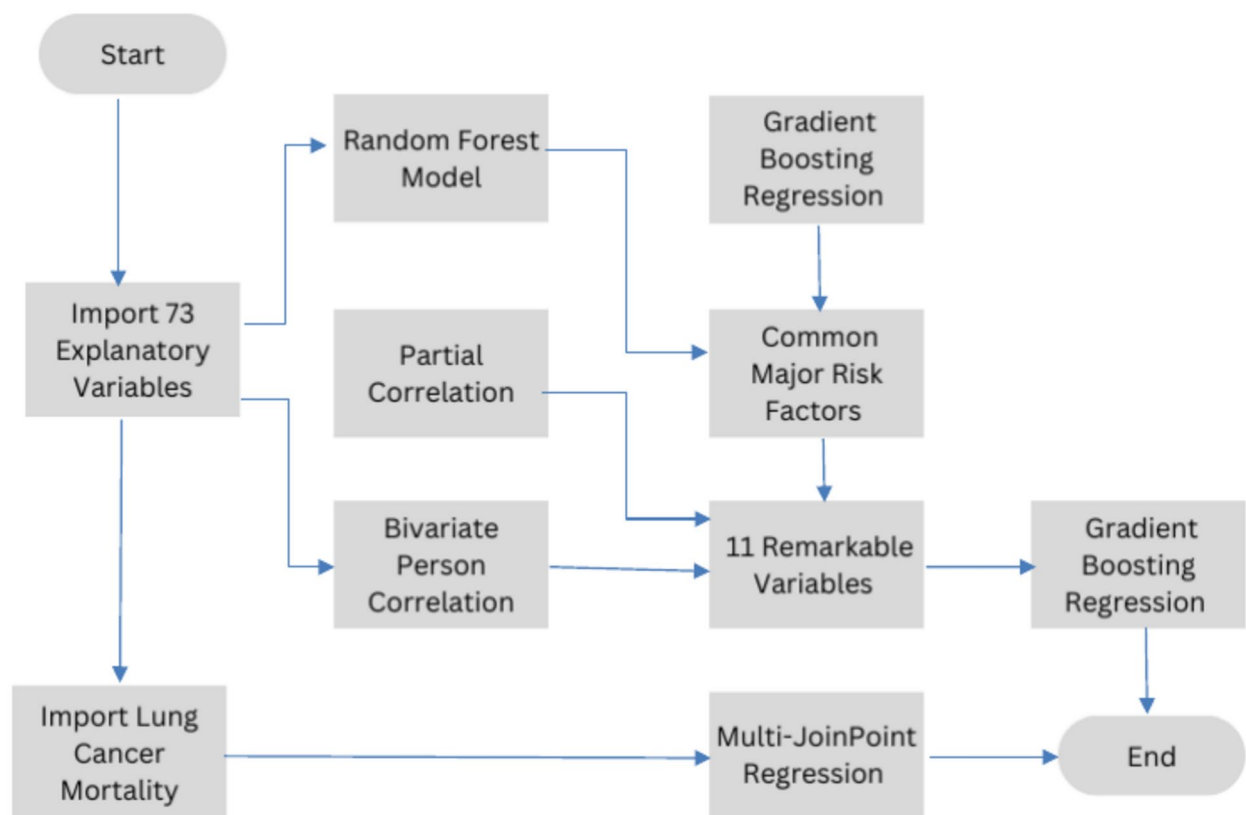 Start
Random Forest
Model
Gradient
Boosting
Regression
Import 73
Explanatory
Variables
Partial
Correlation
Common
Major Risk
Factors
Bivariate
Person
Correlation
11 Remarkable
Variables
Gradient
Boosting
Regression
Import Lung
Cancer
Mortality
Multi-JoinPoint
Regression
End